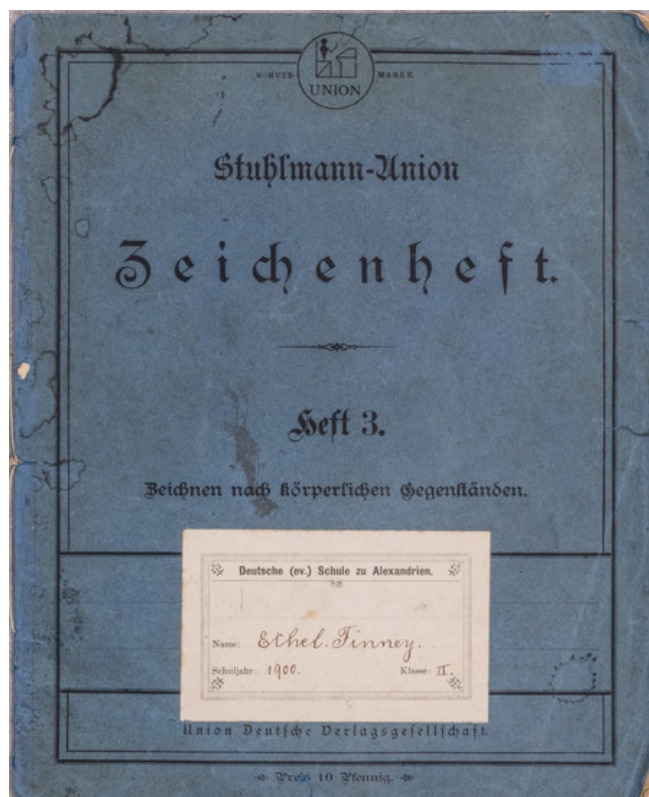 SCHUTZ- MARKE.
UNION
Stuhlmann-Union
Zeichenheft.
Heft 3.
Zeichnen nach körperlichen Gegenständen.
Deutsche (ev.) Schule zu Alexandrien.
Name: Ethel. Finney.
Schuljahr: 1900. Klasse: II.
Union Deutsche Verlagsgesellschaft.
Preis 10 Pfennig.